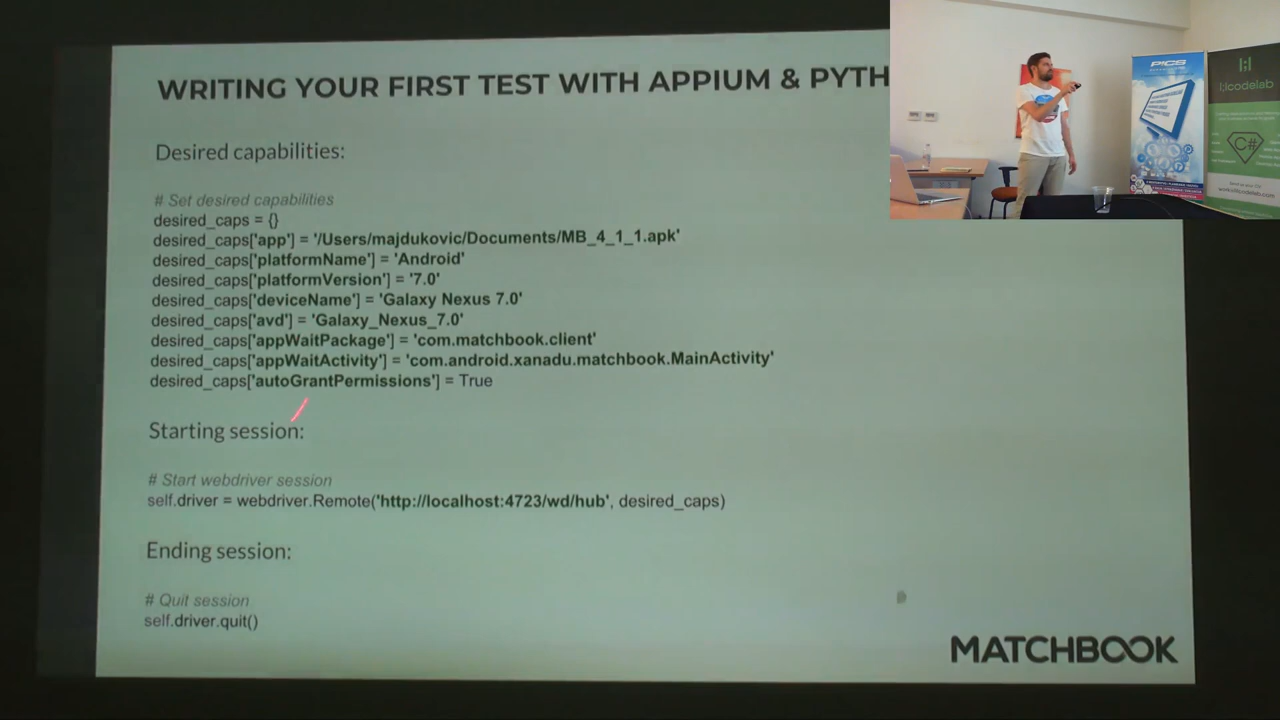 WRITING YOUR FIRST TEST WITH APPIUM & PYTH
Desired capabilities:
# Set desired capabilities
desired_caps = {}
desired_caps['app'] = '/Users/majdukovic/Documents/MB_4_1_1.apk'
desired_caps['platformName'] = 'Android'
desired_caps['platformVersion'] = '7.0'
desired_caps['deviceName'] = 'Galaxy Nexus 7.0'
desired_caps['avd'] = 'Galaxy_Nexus_7.0'
desired_caps['appWaitPackage'] = 'com.matchbook.client'
desired_caps['appWaitActivity'] = 'com.android.xanadu.matchbook.MainActivity'
desired_caps['autoGrantPermissions'] = True
Starting session:
# Start webdriver session
self.driver = webdriver.Remote('http://localhost:4723/wd/hub', desired_caps)
Ending session:
# Quit session
self.driver.quit()
MATCHBOOK
PICS
codelab
C#